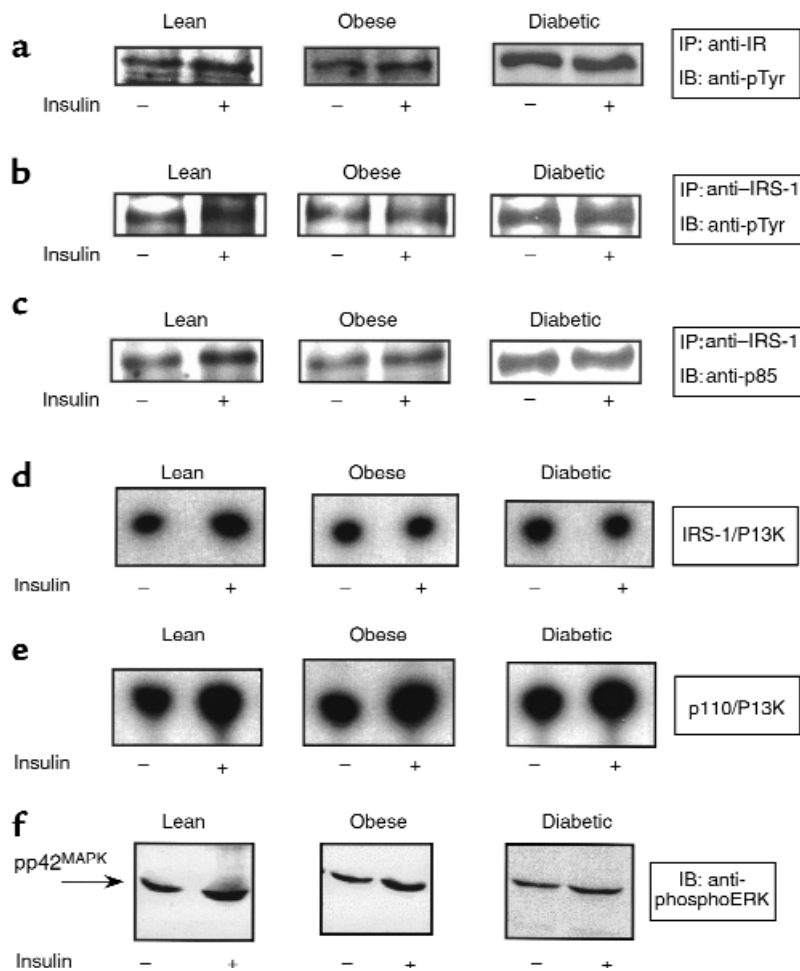 a
Lean Obese Diabetic
IP: anti-IR
IB: anti-pTyr
Insulin – + – + – +
b
Lean Obese Diabetic
IP: anti–IRS-1
IB: anti-pTyr
Insulin – + – + – +
c
Lean Obese Diabetic
IP: anti–IRS-1
IB: anti-p85
Insulin – + – + – +
d
Lean Obese Diabetic
IRS-1/P13K
Insulin – + – + – +
e
Lean Obese Diabetic
p110/P13K
Insulin – + – + – +
f
Lean Obese Diabetic
pp42MAPK
IB: anti-
phosphoERK
Insulin – + – + – +